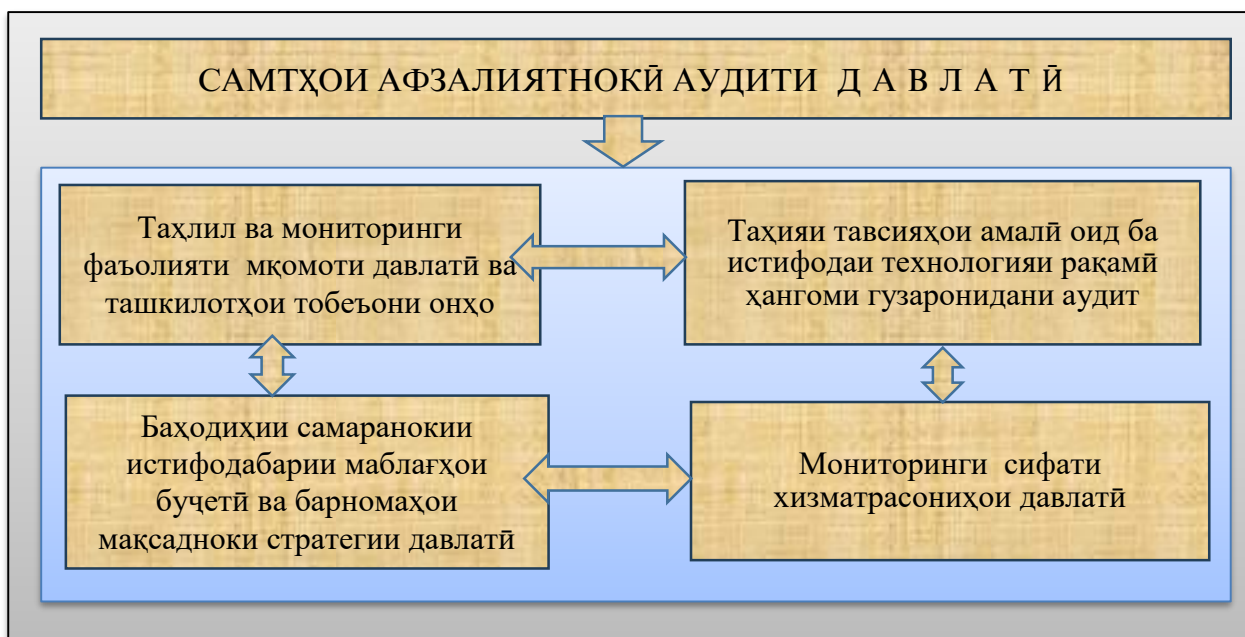 САМТҲОИ АФЗАЛИЯТНОКӢ АУДИТИ Д А В Л А Т Ӣ
Таҳлил ва мониторинги
фаъолияти мқомоти давлатӣ ва
ташкилотҳои тобеъони онҳо
Таҳияи тавсияҳои амалӣ оид ба
истифодаи технологияи рақамӣ
ҳангоми гузаронидани аудит
Баҳодиҳии самаранокии
истифодабарии маблағҳои
буҷетӣ ва барномаҳои
мақсадноки стратегии давлатӣ
Мониторинги сифати
хизматрасониҳои давлатӣ